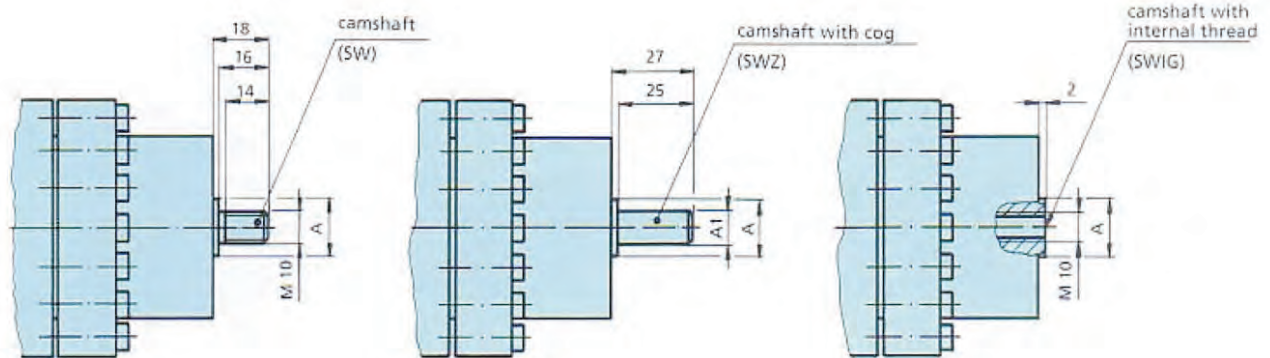 18
16
14
camshaft
(SW)
A
M 10
27
25
camshaft with cog
(SWZ)
A1
A
2
camshaft with
internal thread
(SWIG)
M 10
A